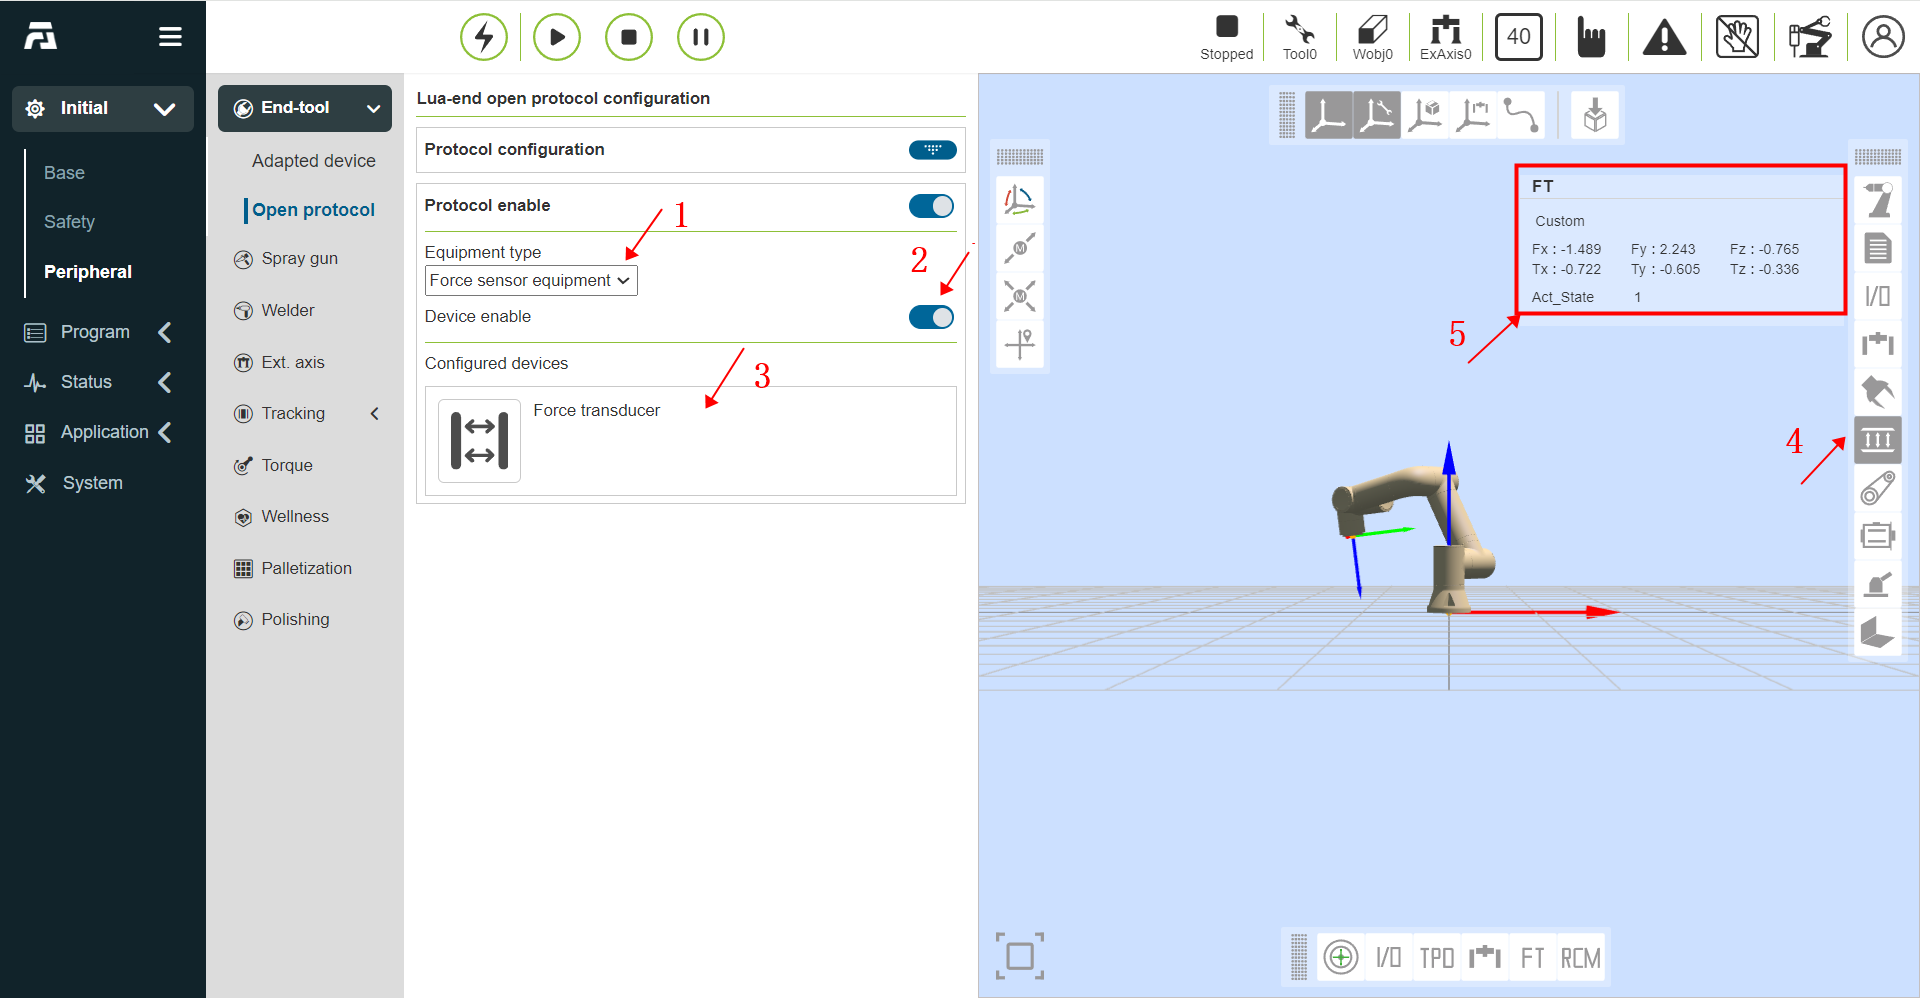 Stopped
Tool0
Wobj0
ExAxis0
40
Initial
Base
Safety
Peripheral
Program
Status
Application
System
End-tool
Adapted device
Open protocol
Spray gun
Welder
Ext. axis
Tracking
Torque
Wellness
Palletization
Polishing
Lua-end open protocol configuration
Protocol configuration
Protocol enable
1
Equipment type
Force sensor equipment
2
Device enable
Configured devices
3
Force transducer
M
M
FT
Custom
Fx : -1.489 Fy : 2.243 Fz : -0.765
Tx : -0.722 Ty : -0.605 Tz : -0.336
Act_State 1
5
4
I/O
I/O TPD FT RCM